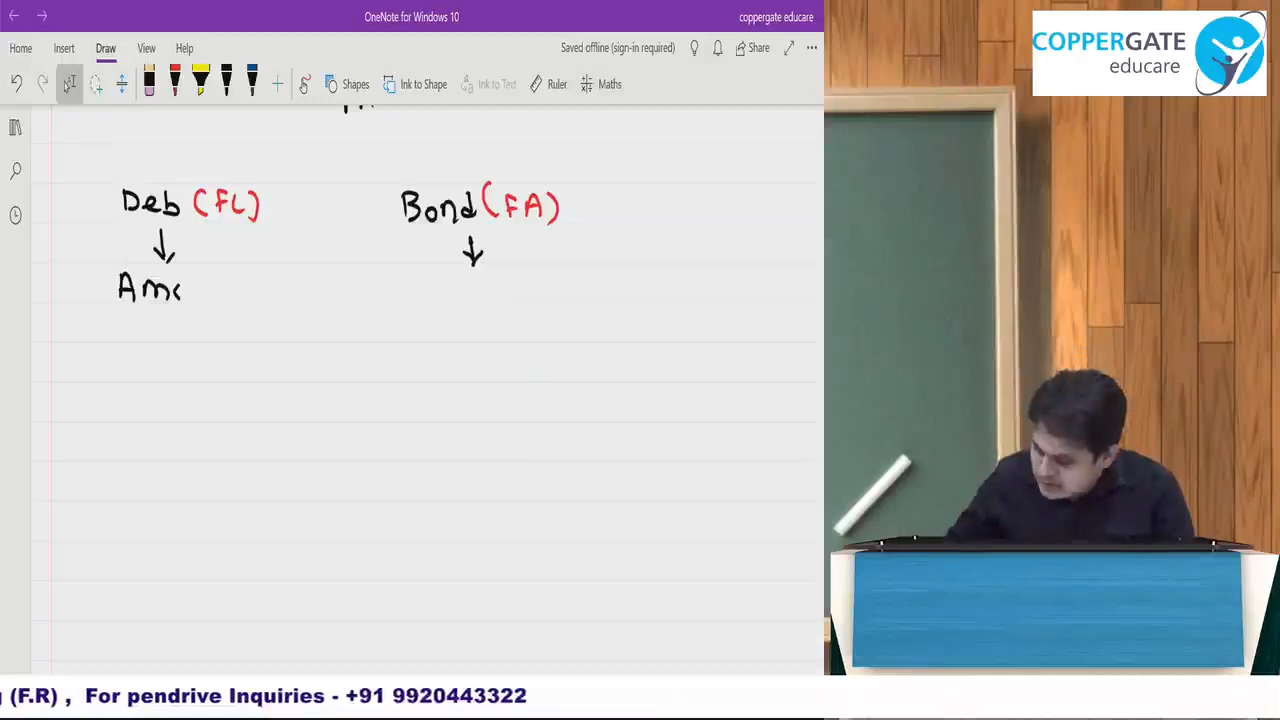 OneNote for Windows 10
coppergate educare
Home Insert Draw View Help
Saved offline (sign-in required) Share
Shapes Ink to Shape Ink to Text Ruler Maths
COPPERGATE
educare
Deb (FL)
Bond (FA)
Amo
(F.R) , For pendrive Inquiries - +91 9920443322